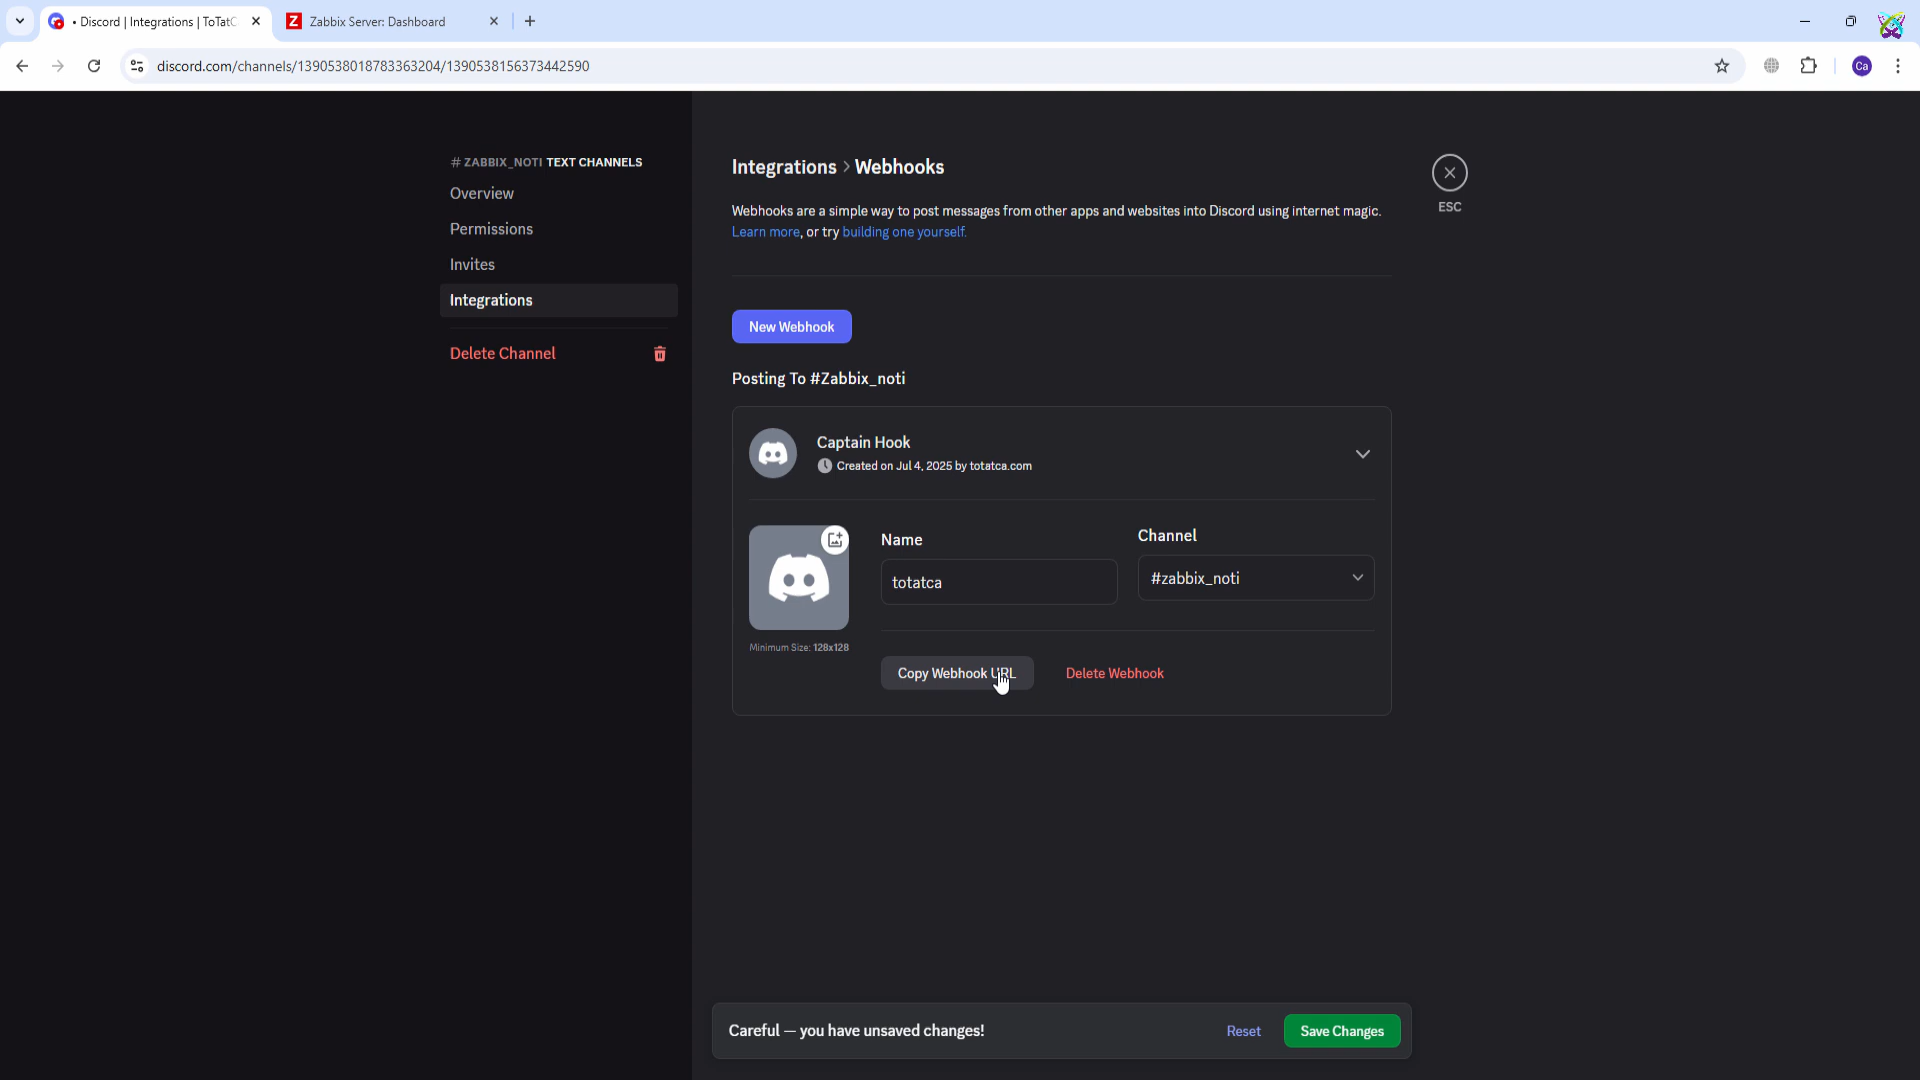 • Discord | Integrations | ToTatC
Zabbix Server: Dashboard
discord.com/channels/1390538018783363204/1390538156373442590
Ca
# ZABBIX_NOTI TEXT CHANNELS
Overview
Permissions
Invites
Integrations
Delete Channel
Integrations > Webhooks
ESC
Webhooks are a simple way to post messages from other apps and websites into Discord using internet magic.
Learn more, or try building one yourself.
New Webhook
Posting To #Zabbix_noti
Captain Hook
Created on Jul 4, 2025 by totatca.com
Name
Channel
totatca
#zabbix_noti
Minimum Size: 128x128
Copy Webhook URL
Delete Webhook
Careful — you have unsaved changes!
Reset
Save Changes